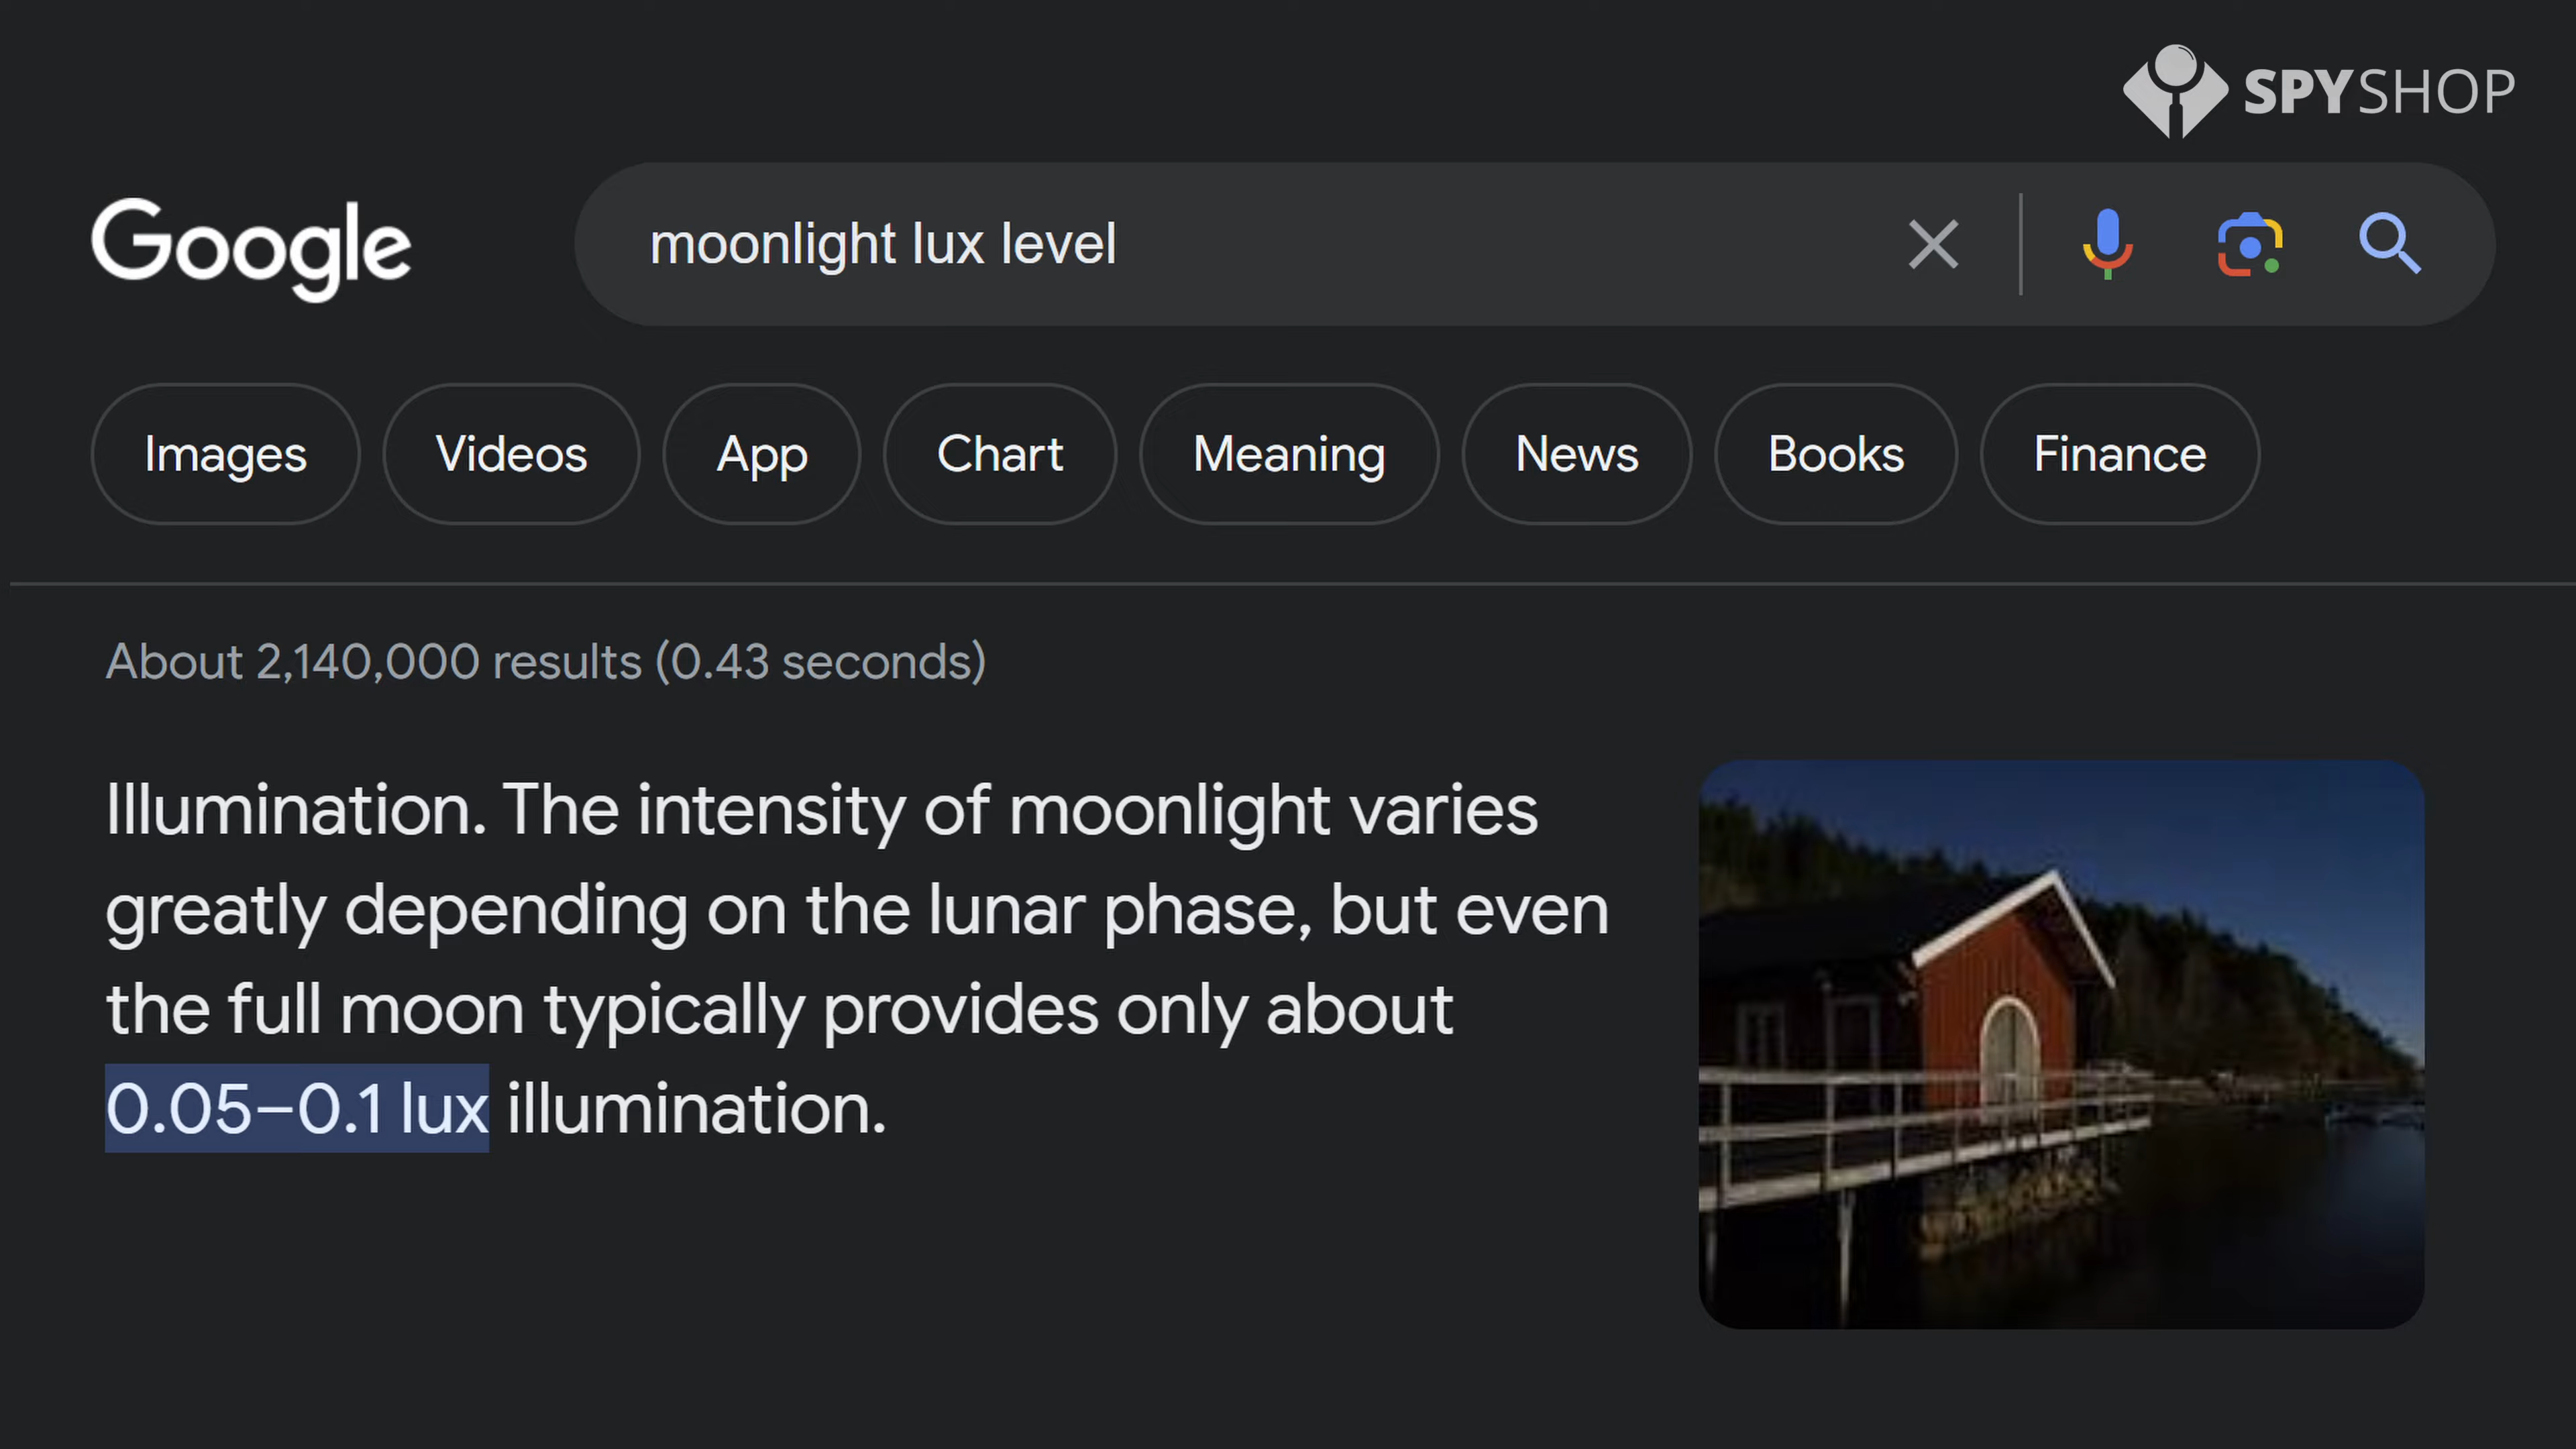 SPYSHOP
Google
moonlight lux level
Images Videos App Chart Meaning News Books Finance
About 2,140,000 results (0.43 seconds)
Illumination. The intensity of moonlight varies
greatly depending on the lunar phase, but even
the full moon typically provides only about
0.05–0.1 lux illumination.